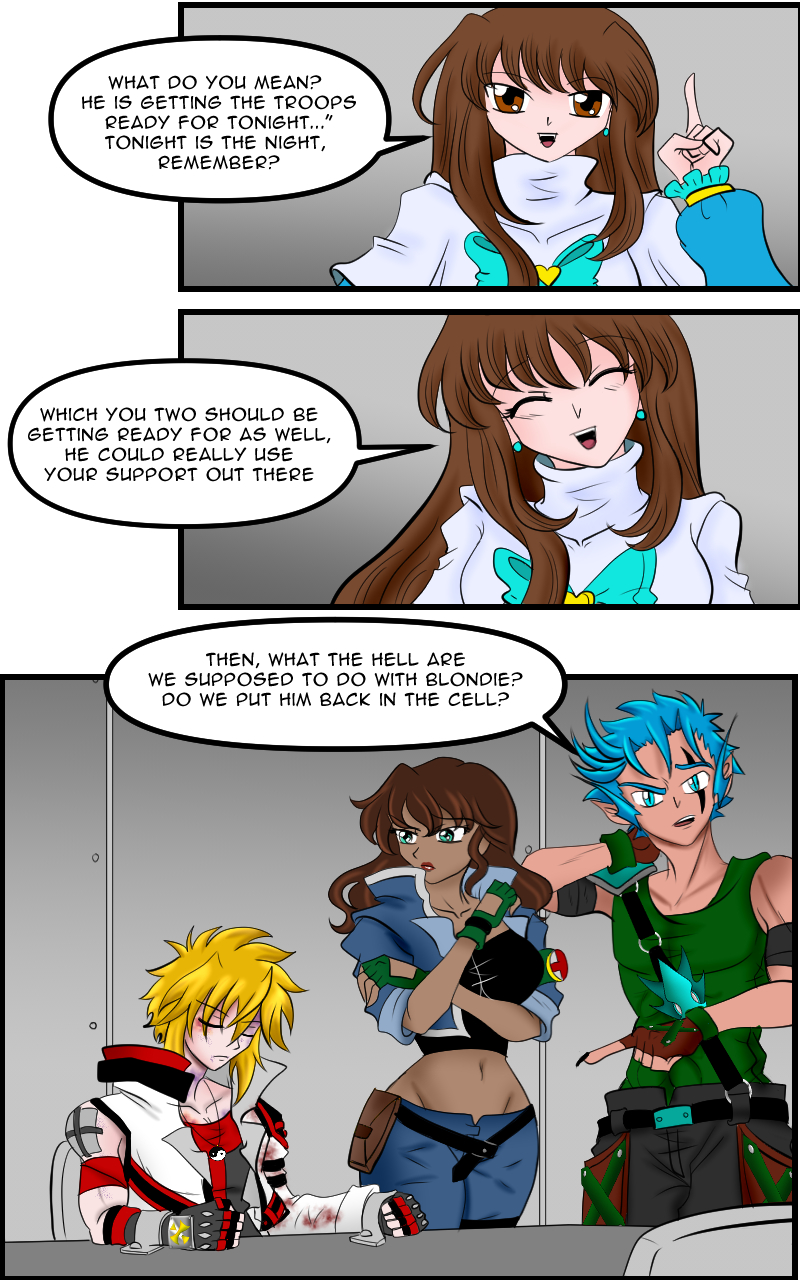 WHAT DO YOU MEAN?
HE IS GETTING THE TROOPS
READY FOR TONIGHT..."
TONIGHT IS THE NIGHT,
REMEMBER?
WHICH YOU TWO SHOULD BE
GETTING READY FOR AS WELL,
HE COULD REALLY USE
YOUR SUPPORT OUT THERE
THEN, WHAT THE HELL ARE
WE SUPPOSED TO DO WITH BLONDIE?
DO WE PUT HIM BACK IN THE CELL?